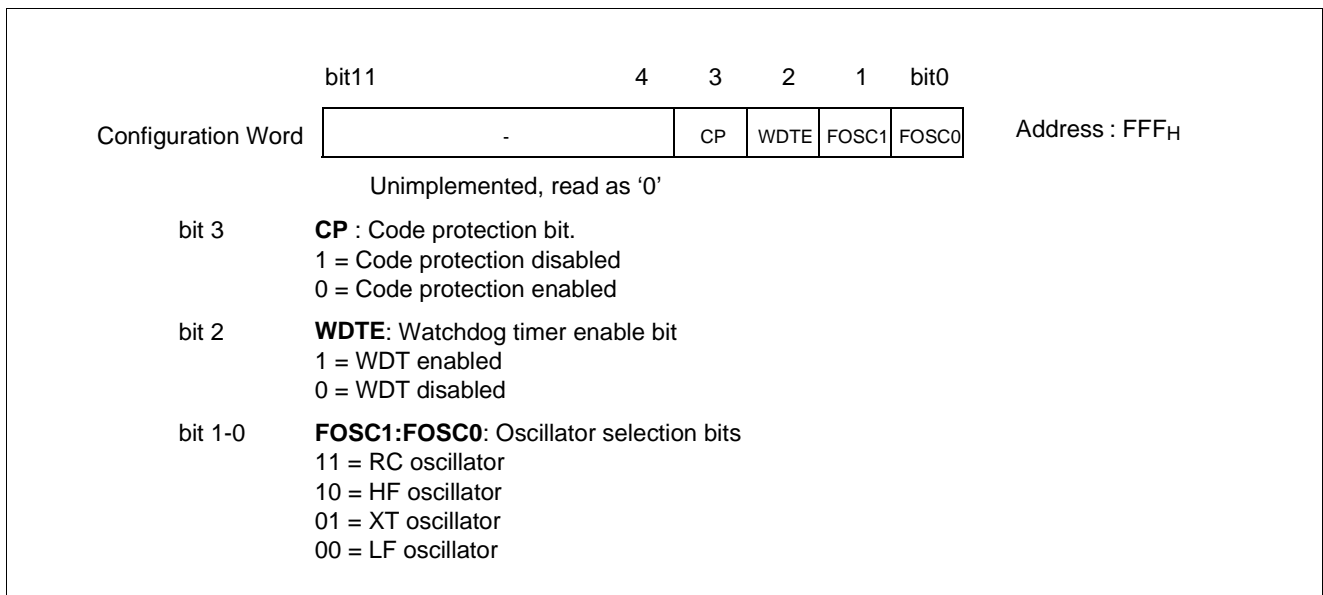 bit11 4 3 2 1 bit0
Configuration Word - CP WDTE FOSC1 FOSC0 Address : FFFH
Unimplemented, read as ‘0’
bit 3 CP : Code protection bit.
1 = Code protection disabled
0 = Code protection enabled
bit 2 WDTE: Watchdog timer enable bit
1 = WDT enabled
0 = WDT disabled
bit 1-0 FOSC1:FOSC0: Oscillator selection bits
11 = RC oscillator
10 = HF oscillator
01 = XT oscillator
00 = LF oscillator